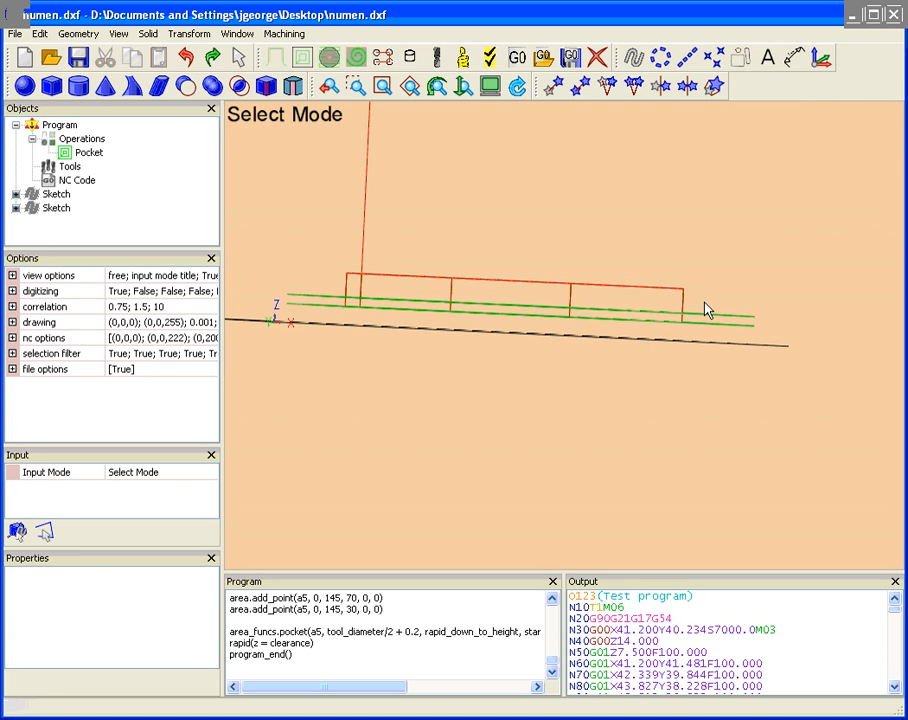 numen.dxf - D:\Documents and Settings\jgeorge\Desktop\numen.dxf
File Edit Geometry View Solid Transform Window Machining
G0
A
Objects
Program
Operations
Pocket
Tools
NC Code
Sketch
Sketch
Options
view options free; input mode title; True
digitizing True; False; False; False;
correlation 0.75; 1.5; 10
drawing (0,0,0); (0,0,255); 0.001;
nc options [(0,0,0); (0,0,222); (0,200
selection filter True; True; True; True; Tr
file options [True]
Input
Input Mode Select Mode
Properties
Select Mode
Z
X
Program
area.add_point(a5, 0, 145, 70, 0, 0)
area.add_point(a5, 0, 145, 30, 0, 0)
area_funcs.pocket(a5, tool_diameter/2 + 0.2, rapid_down_to_height, star
rapid(z = clearance)
program_end()
Output
O123(Test program)
N10T1M06
N20G90G21G17G54
N30G00X41.200Y40.234S7000.0M03
N40G00Z14.000
N50G01Z7.500F100.000
N60G01X41.200Y41.481F100.000
N70G01X42.339Y39.844F100.000
N80G01X43.827Y38.228F100.000